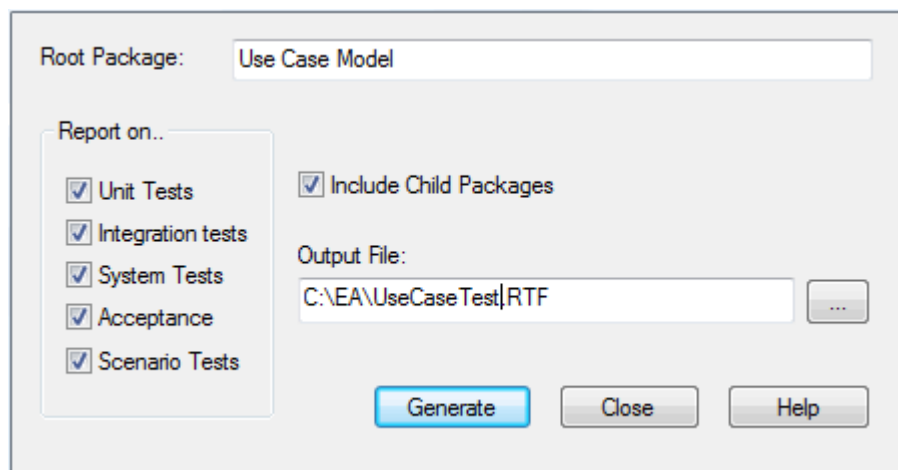 Root Package: Use Case Model
Report on..
Unit Tests
Include Child Packages
Integration tests
System Tests
Output File:
C:\EA\UseCaseTest.RTF
...
Acceptance
Scenario Tests
Generate Close Help